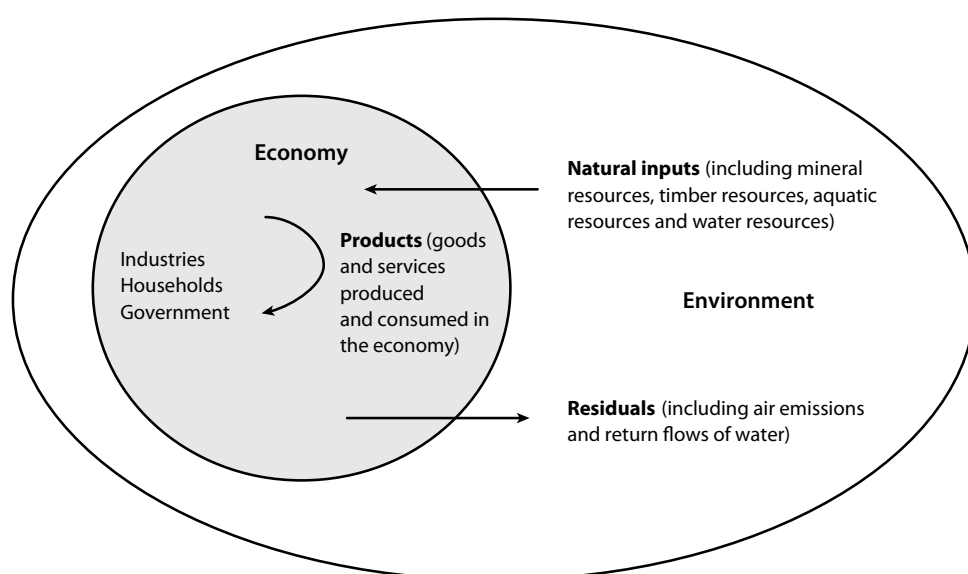 Economy
Natural inputs (including mineral
resources, timber resources, aquatic
resources and water resources)
Products (goods
and services
produced
and consumed in
the economy)
Industries
Households
Government
Environment
Residuals (including air emissions
and return flows of water)